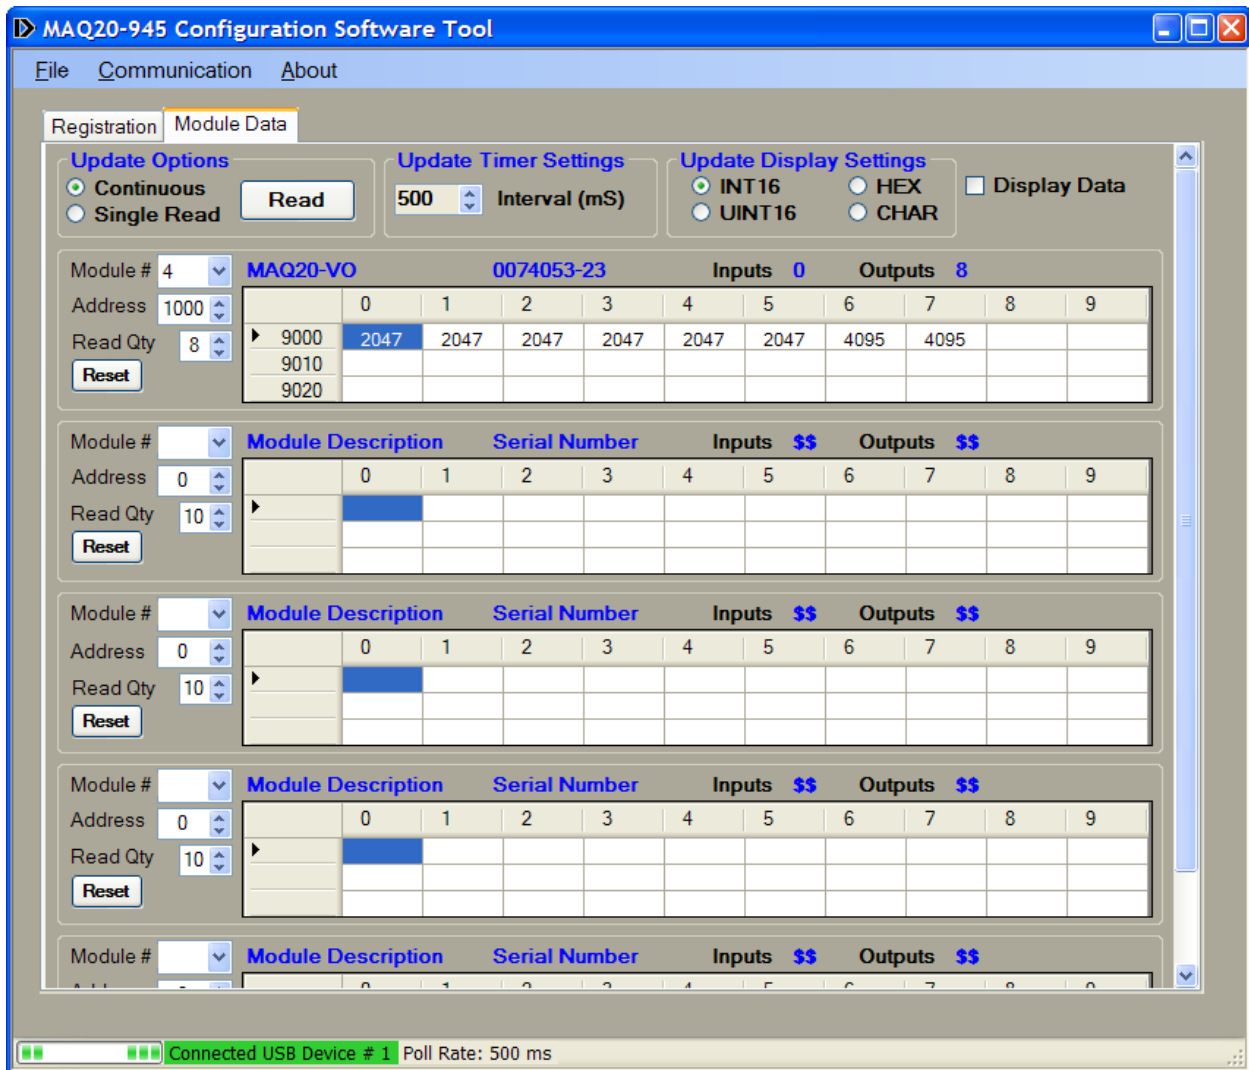 MAQ20-945 Configuration Software Tool
File Communication About
Registration Module Data
Update Options Update Timer Settings Update Display Settings
Continuous Read 500 Interval (mS) INT16 HEX Display Data
Single Read UINT16 CHAR
Module # 4 MAQ20-VO 0074053-23 Inputs 0 Outputs 8
Address 1000 0 1 2 3 4 5 6 7 8 9
Read Qty 8 9000 2047 2047 2047 2047 2047 2047 4095 4095
9010
Reset 9020
Module # Module Description Serial Number Inputs $$ Outputs $$
Address 0 0 1 2 3 4 5 6 7 8 9
Read Qty 10
Reset
Module # Module Description Serial Number Inputs $$ Outputs $$
Address 0 0 1 2 3 4 5 6 7 8 9
Read Qty 10
Reset
Module # Module Description Serial Number Inputs $$ Outputs $$
Address 0 0 1 2 3 4 5 6 7 8 9
Read Qty 10
Reset
Module # Module Description Serial Number Inputs $$ Outputs $$
Connected USB Device # 1 Poll Rate: 500 ms